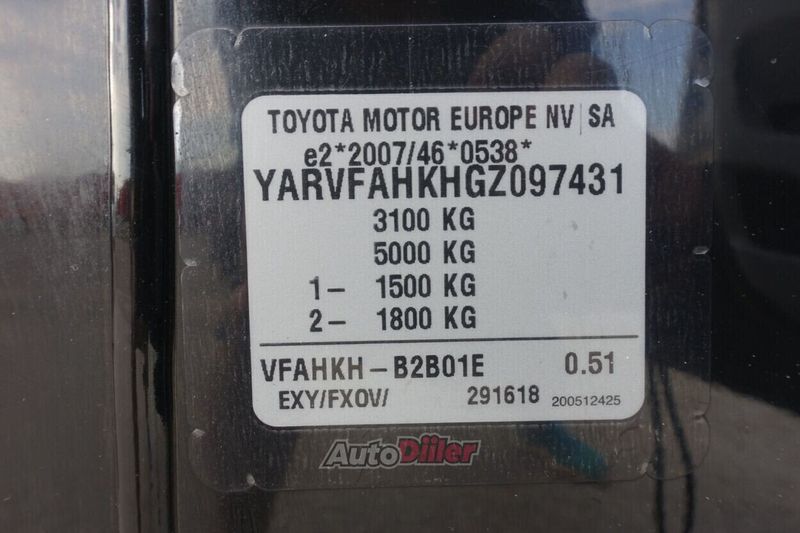 TOYOTA MOTOR EUROPE NV | SA
e2*2007/46*0538*
YARVFAHKHGZ097431
3100 KG
5000 KG
1- 1500 KG
2- 1800 KG
VFAHKH-B2B01E 0.51
EXY/FXOV/ 291618 200512425
AutoDiler